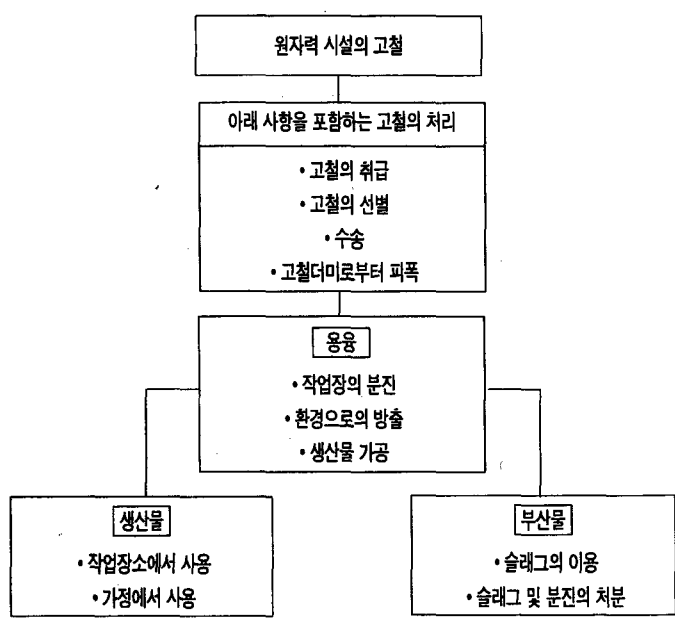 원자력 시설의 고철
아래 사항을 포함하는 고철의 처리
• 고철의 취급
• 고철의 선별
• 수송
• 고철더미로부터 피폭
용융
• 작업장의 분진
• 환경으로의 방출
• 생산물 가공
생산물
• 작업장소에서 사용
• 가정에서 사용
부산물
• 슬래그의 이용
• 슬래그 및 분진의 처분